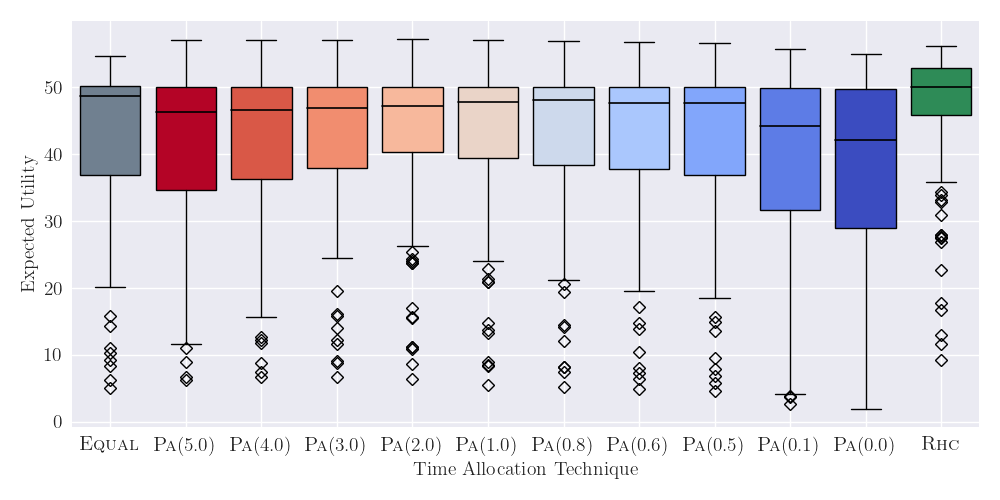 Expected Utility
50
40
30
20
10
0
EQUAL PA(5.0) PA(4.0) PA(3.0) PA(2.0) PA(1.0) PA(0.8) PA(0.6) PA(0.5) PA(0.1) PA(0.0) RHC
Time Allocation Technique